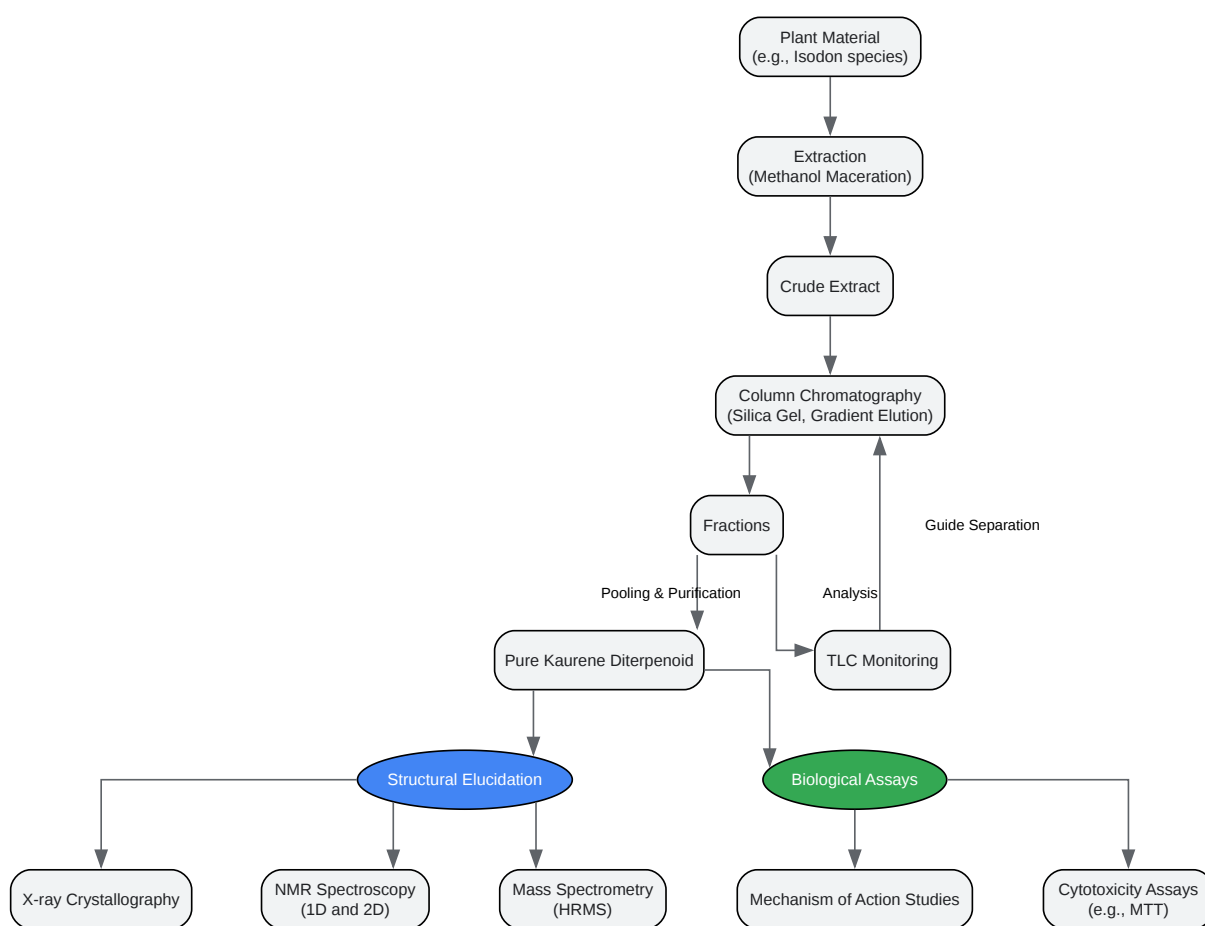 Plant Material
(e.g., Isodon species)
Extraction
(Methanol Maceration)
Crude Extract
Column Chromatography
(Silica Gel, Gradient Elution)
Fractions
Guide Separation
Pooling & Purification
Analysis
Pure Kaurene Diterpenoid
TLC Monitoring
Structural Elucidation
Biological Assays
X-ray Crystallography
NMR Spectroscopy
(1D and 2D)
Mass Spectrometry
(HRMS)
Mechanism of Action Studies
Cytotoxicity Assays
(e.g., MTT)